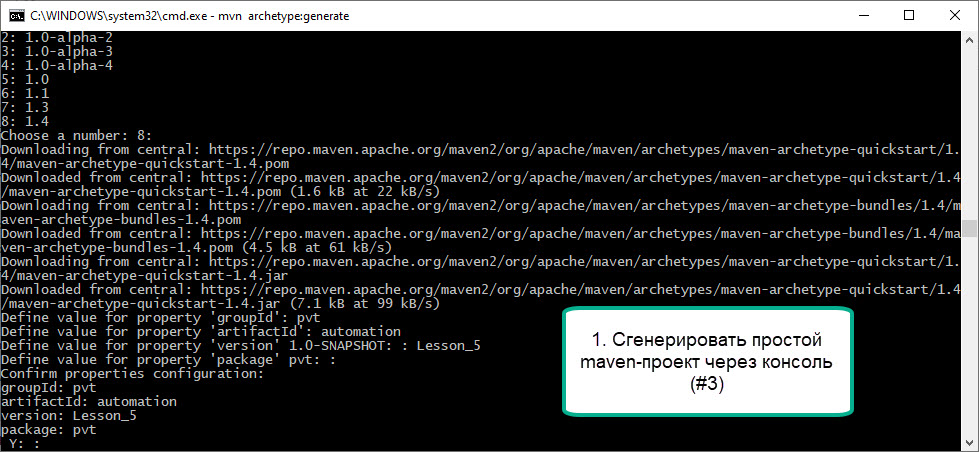 C:\WINDOWS\system32\cmd.exe - mvn  archetype:generate
2: 1.0-alpha-2
3: 1.0-alpha-3
4: 1.0-alpha-4
5: 1.0
6: 1.1
7: 1.3
8: 1.4
Choose a number: 8:
Downloading from central: https://repo.maven.apache.org/maven2/org/apache/maven/archetypes/maven-archetype-quickstart/1.
4/maven-archetype-quickstart-1.4.pom
Downloaded from central: https://repo.maven.apache.org/maven2/org/apache/maven/archetypes/maven-archetype-quickstart/1.4
/maven-archetype-quickstart-1.4.pom (1.6 kB at 22 kB/s)
Downloading from central: https://repo.maven.apache.org/maven2/org/apache/maven/archetypes/maven-archetype-bundles/1.4/m
aven-archetype-bundles-1.4.pom
Downloaded from central: https://repo.maven.apache.org/maven2/org/apache/maven/archetypes/maven-archetype-bundles/1.4/ma
ven-archetype-bundles-1.4.pom (4.5 kB at 61 kB/s)
Downloading from central: https://repo.maven.apache.org/maven2/org/apache/maven/archetypes/maven-archetype-quickstart/1.
4/maven-archetype-quickstart-1.4.jar
Downloaded from central: https://repo.maven.apache.org/maven2/org/apache/maven/archetypes/maven-archetype-quickstart/1.4
/maven-archetype-quickstart-1.4.jar (7.1 kB at 99 kB/s)
Define value for property 'groupId': pvt
Define value for property 'artifactId': automation
Define value for property 'version' 1.0-SNAPSHOT: : Lesson_5
Define value for property 'package' pvt: :
Confirm properties configuration:
groupId: pvt
artifactId: automation
version: Lesson_5
package: pvt
Y: :
1. Сгенерировать простой
maven-проект через консоль
(#3)